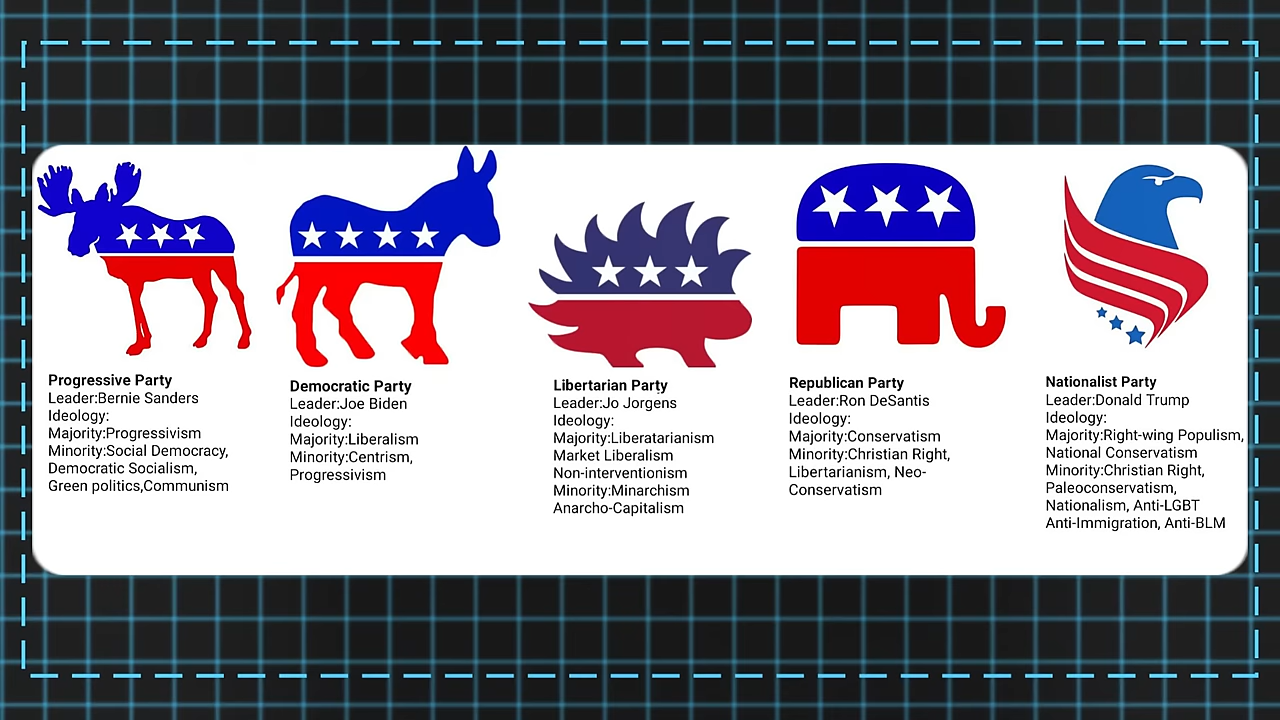 Progressive Party
Leader:Bernie Sanders
Ideology:
Majority:Progressivism
Minority:Social Democracy,
Democratic Socialism,
Green politics,Communism
Democratic Party
Leader:Joe Biden
Ideology:
Majority:Liberalism
Minority:Centrism,
Progressivism
Libertarian Party
Leader:Jo Jorgens
Ideology:
Majority:Liberatarianism
Market Liberalism
Non-interventionism
Minority:Minarchism
Anarcho-Capitalism
Republican Party
Leader:Ron DeSantis
Ideology:
Majority:Conservatism
Minority:Christian Right,
Libertarianism, Neo-
Conservatism
Nationalist Party
Leader:Donald Trump
Ideology:
Majority:Right-wing Populism,
National Conservatism
Minority:Christian Right,
Paleoconservatism,
Nationalism, Anti-LGBT
Anti-Immigration, Anti-BLM